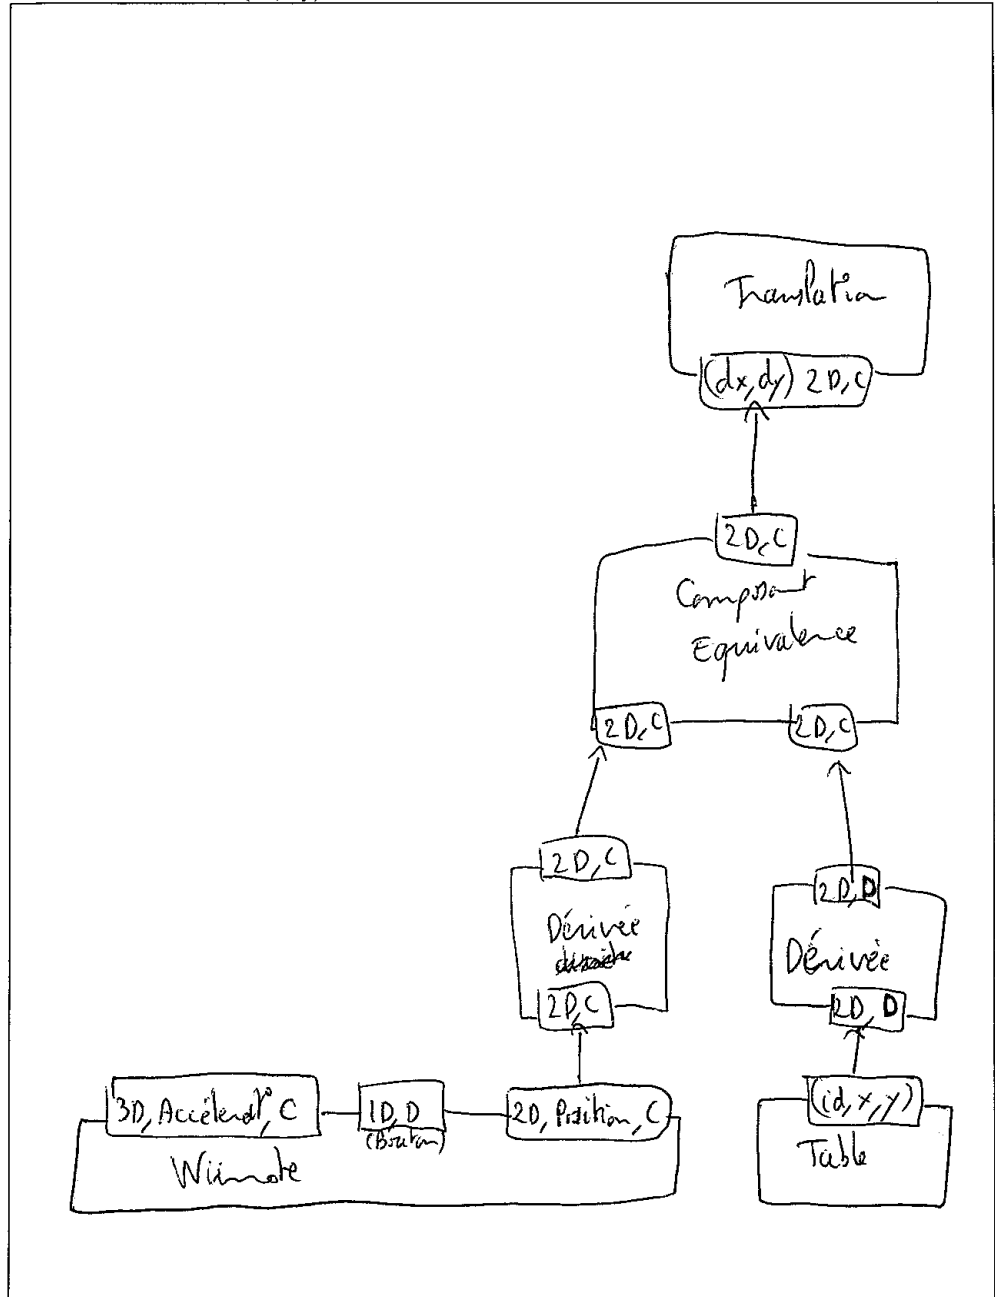 Translation
(dx,dy) 2D,C
2D,C
Composant
Equivalence
2D,C
2D,C
2D,C
2D,D
Dérivée
Dérivée
2D,C
2D, D
3D, Accélérat°, C
1D, D
(Bouton)
2D, Position, C
(id, x, y)
Wiimote
Table